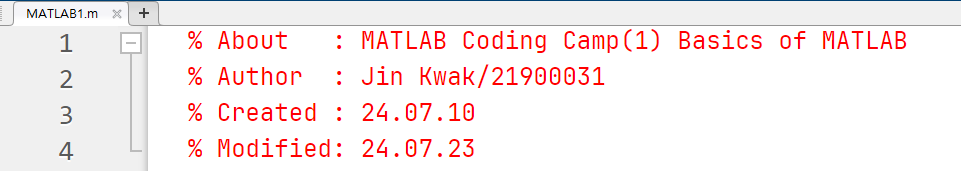 MATLAB1.m × +
1 % About   : MATLAB Coding Camp(1) Basics of MATLAB
2 % Author  : Jin Kwak/21900031
3 % Created : 24.07.10
4 % Modified: 24.07.23